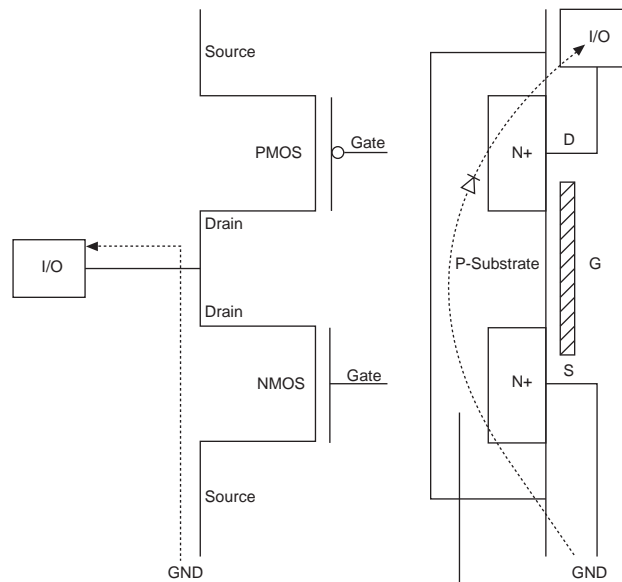 Source
PMOS
Gate
Drain
I/O
Drain
NMOS
Gate
Source
GND
I/O
N+
D
P-Substrate
G
N+
S
GND